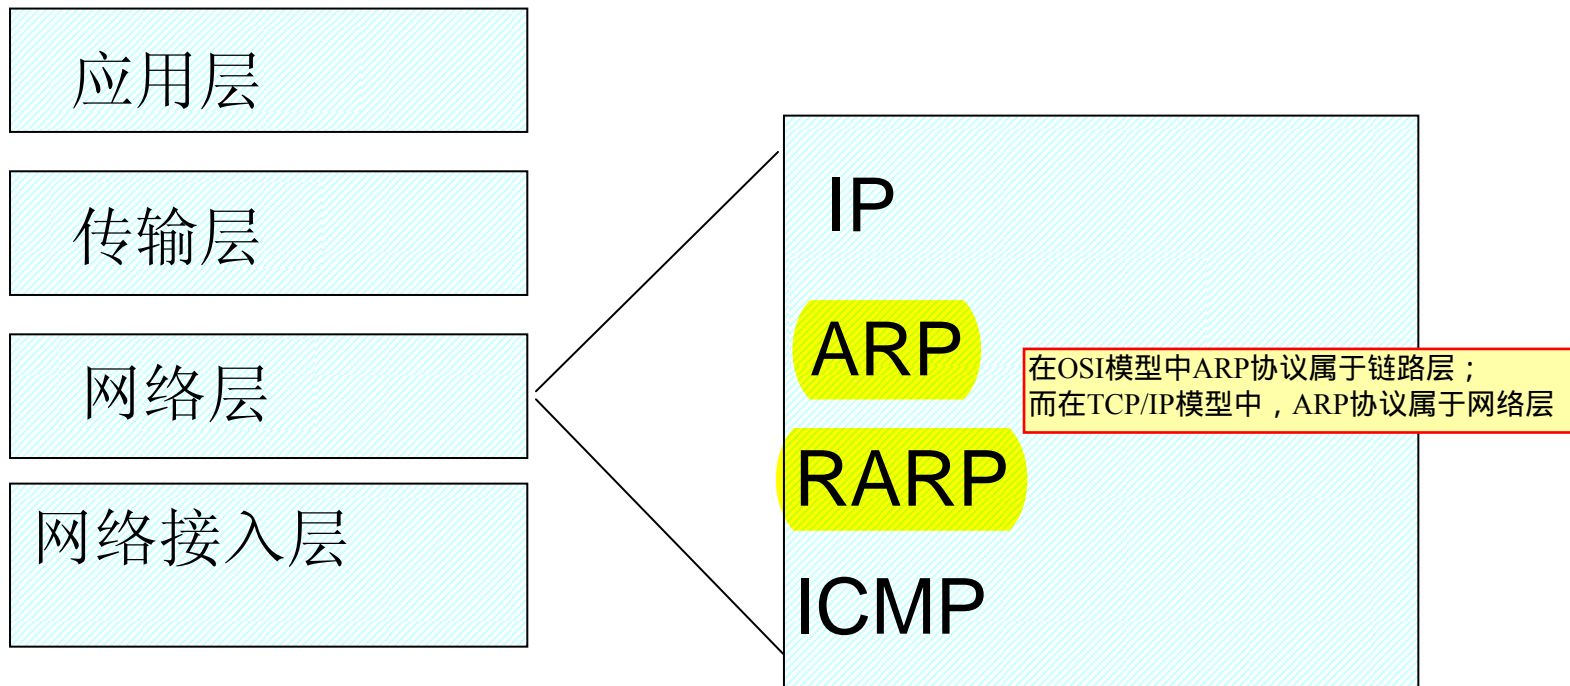 应用层
传输层
网络层
网络接入层
IP
ARP
在OSI模型中ARP协议属于链路层；
而在TCP/IP模型中，ARP协议属于网络层
RARP
ICMP